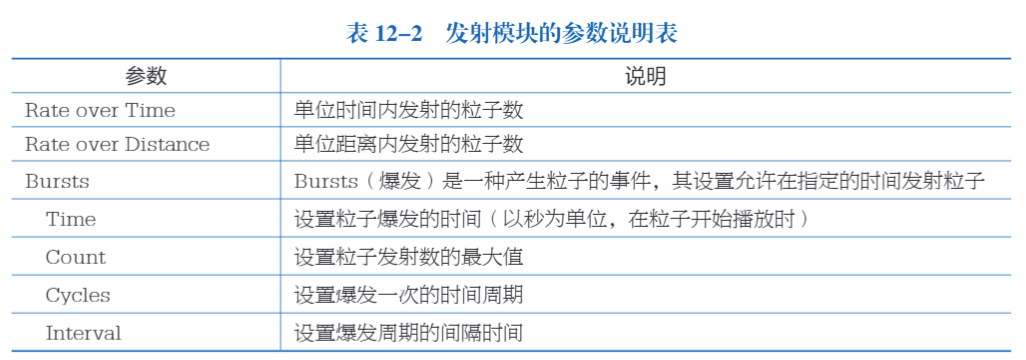 表 12–2 发射模块的参数说明表
参数 说明
Rate over Time 单位时间内发射的粒子数
Rate over Distance 单位距离内发射的粒子数
Bursts Bursts（爆发）是一种产生粒子的事件，其设置允许在指定的时间发射粒子
Time 设置粒子爆发的时间（以秒为单位，在粒子开始播放时）
Count 设置粒子发射数的最大值
Cycles 设置爆发一次的时间周期
Interval 设置爆发周期的间隔时间